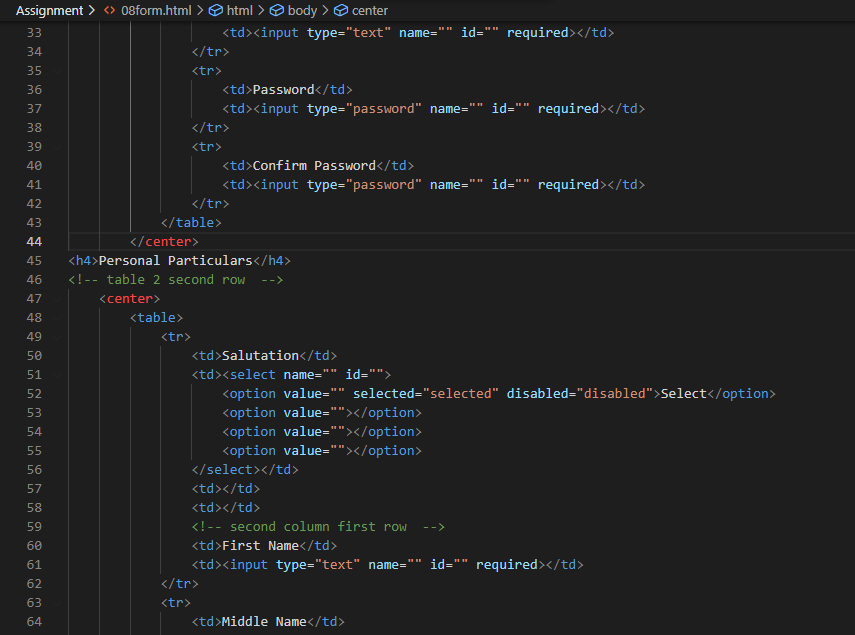 Assignment > <> 08form.html > html > body > center
33 <td><input type="text" name="" id="" required></td>
34 </tr>
35 <tr>
36 <td>Password</td>
37 <td><input type="password" name="" id="" required></td>
38 </tr>
39 <tr>
40 <td>Confirm Password</td>
41 <td><input type="password" name="" id="" required></td>
42 </tr>
43 </table>
44 </center>
45 <h4>Personal Particulars</h4>
46 <!-- table 2 second row  -->
47 <center>
48 <table>
49 <tr>
50 <td>Salutation</td>
51 <td><select name="" id="">
52 <option value="" selected="selected" disabled="disabled">Select</option>
53 <option value=""></option>
54 <option value=""></option>
55 <option value=""></option>
56 </select></td>
57 <td></td>
58 <td></td>
59 <!-- second column first row  -->
60 <td>First Name</td>
61 <td><input type="text" name="" id="" required></td>
62 </tr>
63 <tr>
64 <td>Middle Name</td>